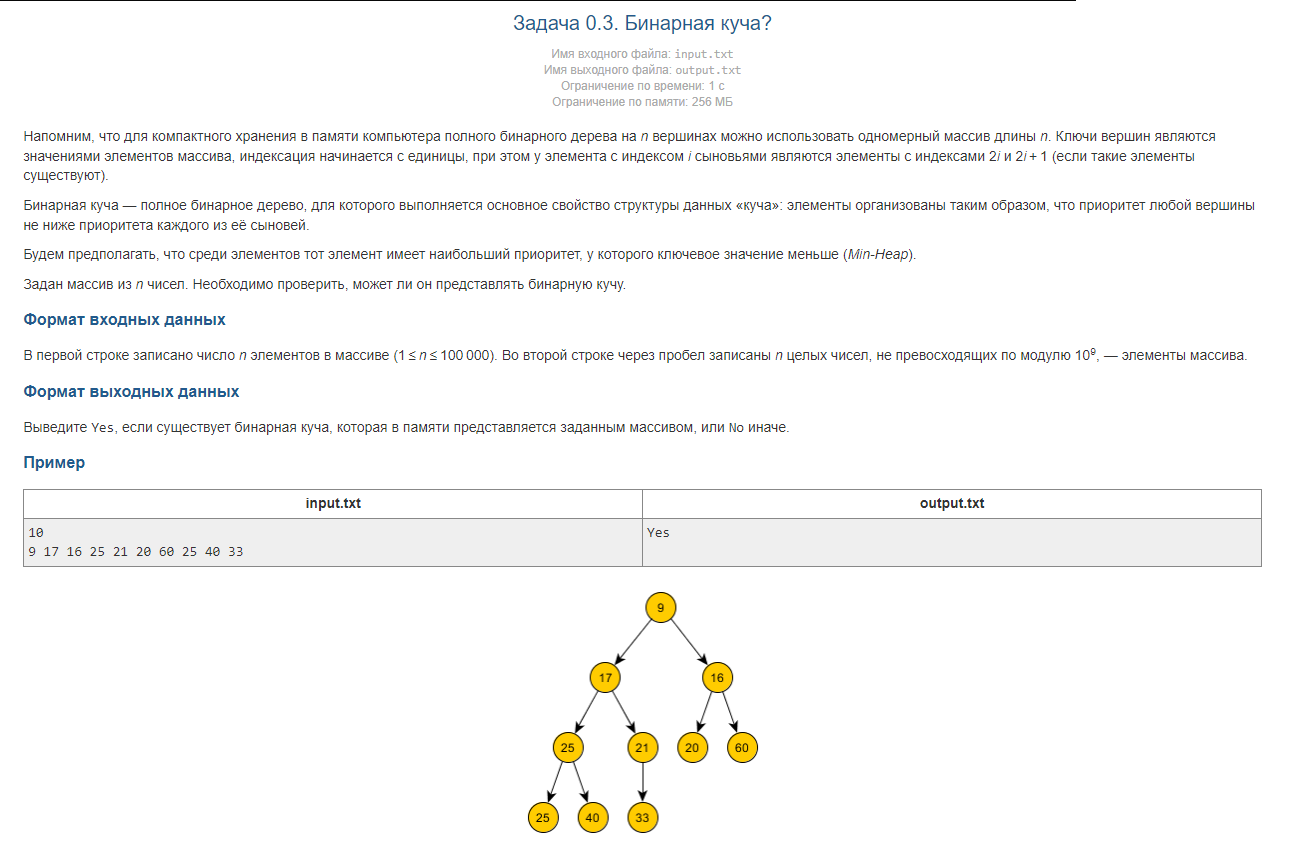 Задача 0.3. Бинарная куча?
Имя входного файла: input.txt
Имя выходного файла: output.txt
Ограничение по времени: 1 с
Ограничение по памяти: 256 МБ
Напомним, что для компактного хранения в памяти компьютера полного бинарного дерева на n вершинах можно использовать одномерный массив длины n. Ключи вершин являются
значениями элементов массива, индексация начинается с единицы, при этом у элемента с индексом i сыновьями являются элементы с индексами 2i и 2i + 1 (если такие элементы
существуют).
Бинарная куча — полное бинарное дерево, для которого выполняется основное свойство структуры данных «куча»: элементы организованы таким образом, что приоритет любой вершины
не ниже приоритета каждого из её сыновей.
Будем предполагать, что среди элементов тот элемент имеет наибольший приоритет, у которого ключевое значение меньше (Min-Heap).
Задан массив из n чисел. Необходимо проверить, может ли он представлять бинарную кучу.
Формат входных данных
В первой строке записано число n элементов в массиве (1 ≤ n ≤ 100 000). Во второй строке через пробел записаны n целых чисел, не превосходящих по модулю 10⁹, — элементы массива.
Формат выходных данных
Выведите Yes, если существует бинарная куча, которая в памяти представляется заданным массивом, или No иначе.
Пример
input.txt output.txt
10 Yes
9 17 16 25 21 20 60 25 40 33
9
17 16
25 21 20 60
25 40 33